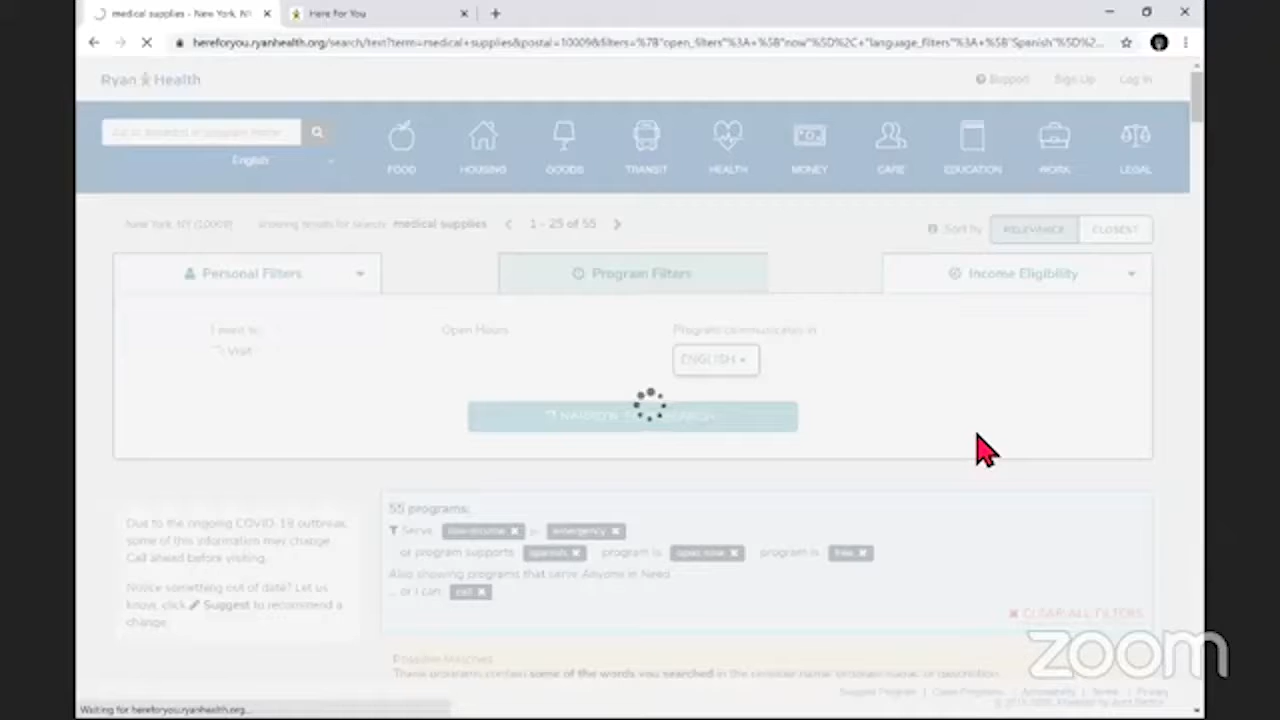 medical supplies - New York, NY
Here For You
hereforyou.ryanhealth.org/search/text?term=medical+supplies&postal=10009&filters=%7B"open_filters"%3A+%5B"now"%5D%2C+"language_filters"%3A+%5B"Spanish"%5D%2...
Ryan Health
Support Sign Up Log In
English
FOOD HOUSING GOODS TRANSIT HEALTH MONEY CARE EDUCATION WORK LEGAL
New York, NY (10009) showing results for search: medical supplies 1 - 25 of 55 Sort by RELEVANCE CLOSEST
Personal Filters Program Filters Income Eligibility
I need to: Open Hours Program communicates in
Visit ENGLISH
55 programs:
Serve low-income or emergency
or program supports spanish program is open now program is free
Also showing programs that serve Anyone in Need
... or I can: call
CLEAR ALL FILTERS
Due to the ongoing COVID-19 outbreak,
some of this information may change.
Call ahead before visiting.
Notice something out of date? Let us
know, click Suggest to recommend a
change.
Possible Matches
These programs contain some of the words you searched in the provider name, program name, or description.
Suggest Program | Claim Programs | Accessibility | Terms | Privacy
zoom
Waiting for hereforyou.ryanhealth.org...